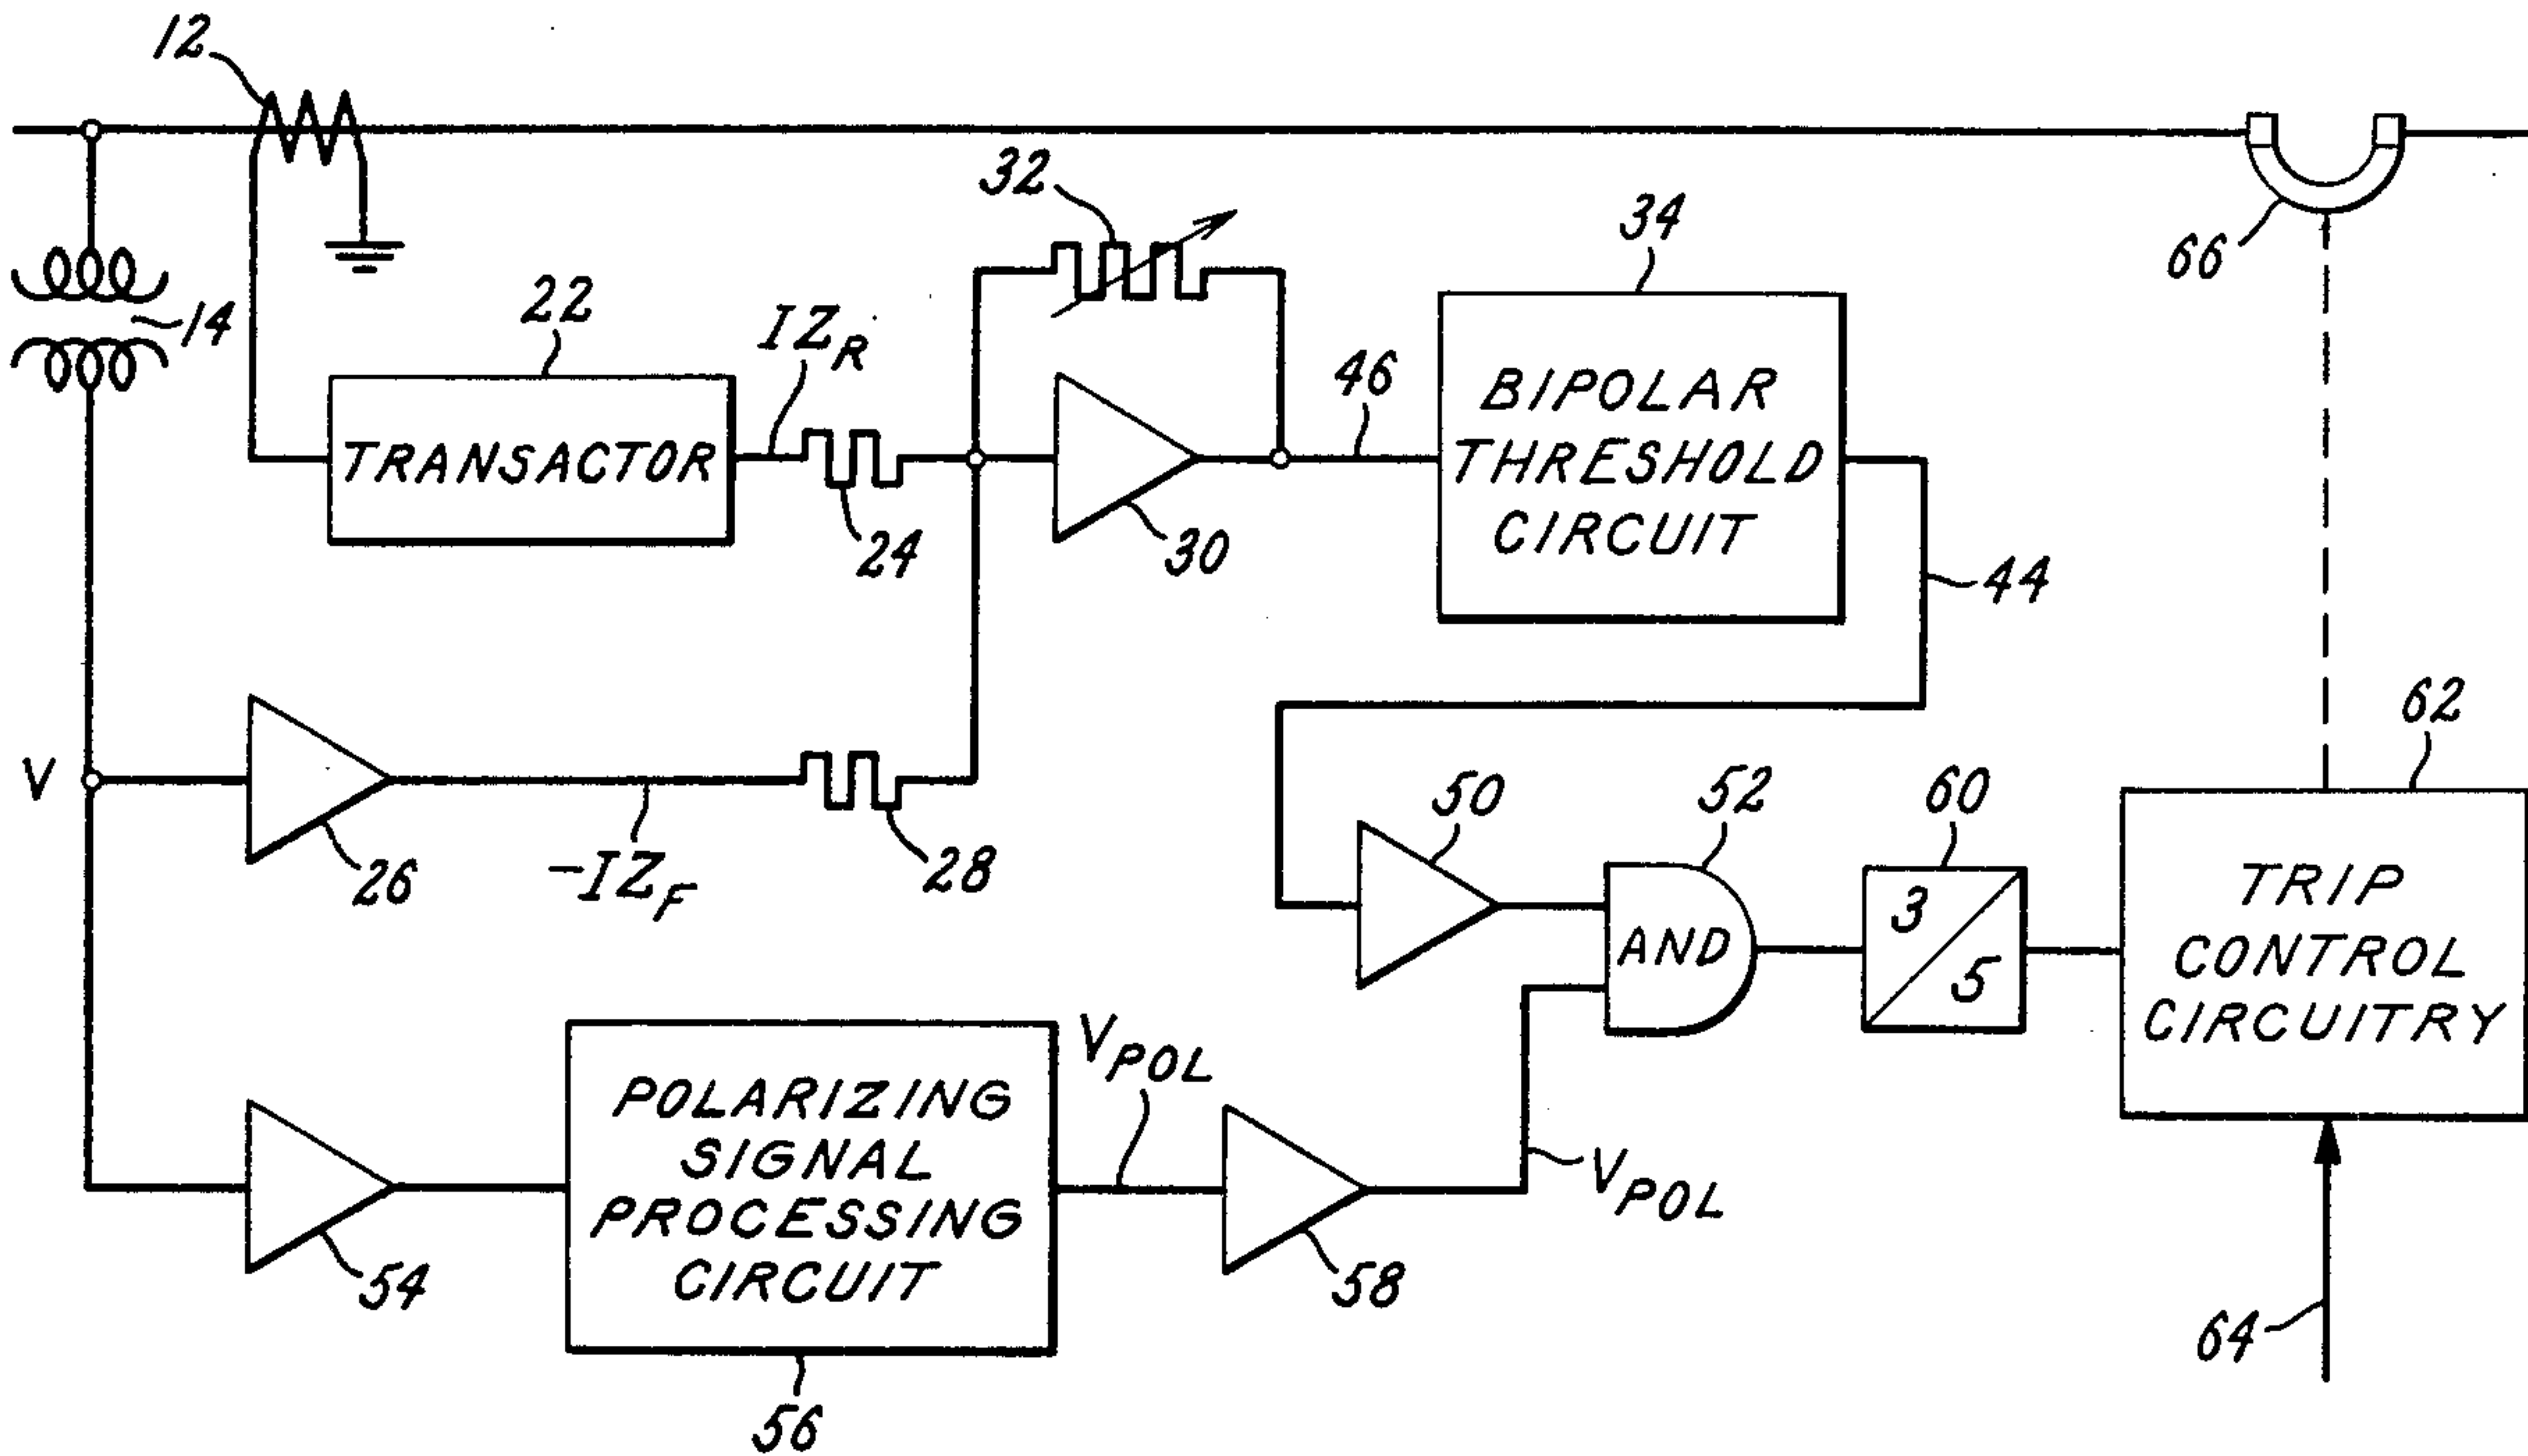 12
32
34
66
14
22
IZR
46
BIPOLAR
THRESHOLD
CIRCUIT
TRANSACTOR
24
30
44
62
V
26
-IZF
28
50
52
60
AND
3
5
TRIP
CONTROL
CIRCUITRY
POLARIZING
SIGNAL
PROCESSING
CIRCUIT
VPOL
VPOL
54
58
64
56